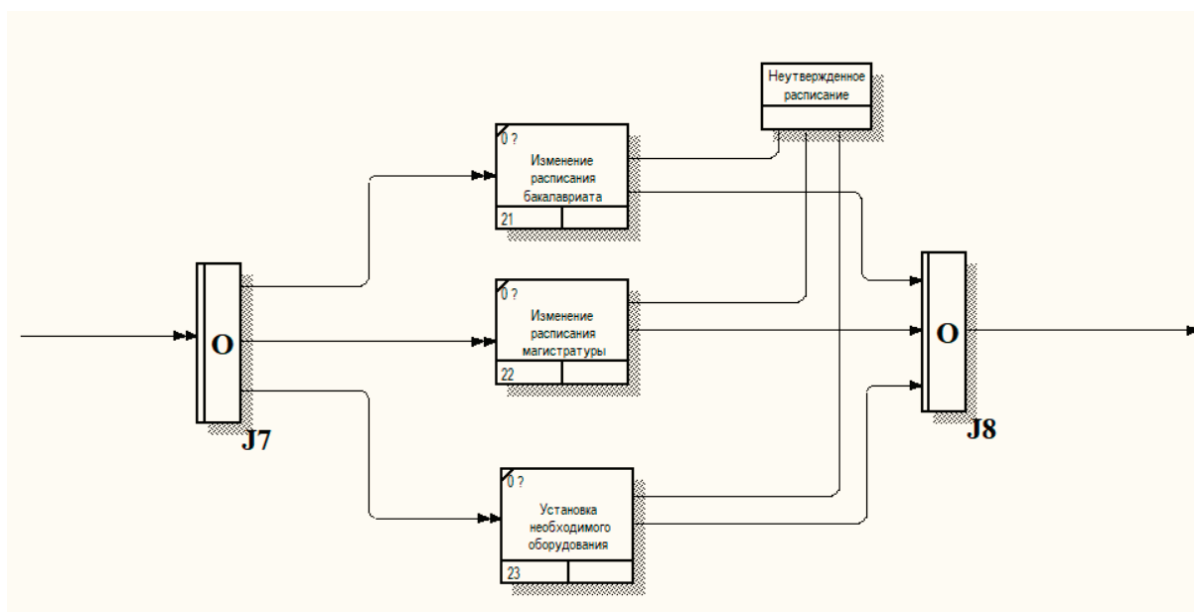 Неутвержденное
расписание
0 ?
Изменение
расписания
бакалавриата
21
O
J7
0 ?
Изменение
расписания
магистратуры
22
O
J8
0 ?
Установка
необходимого
оборудования
23